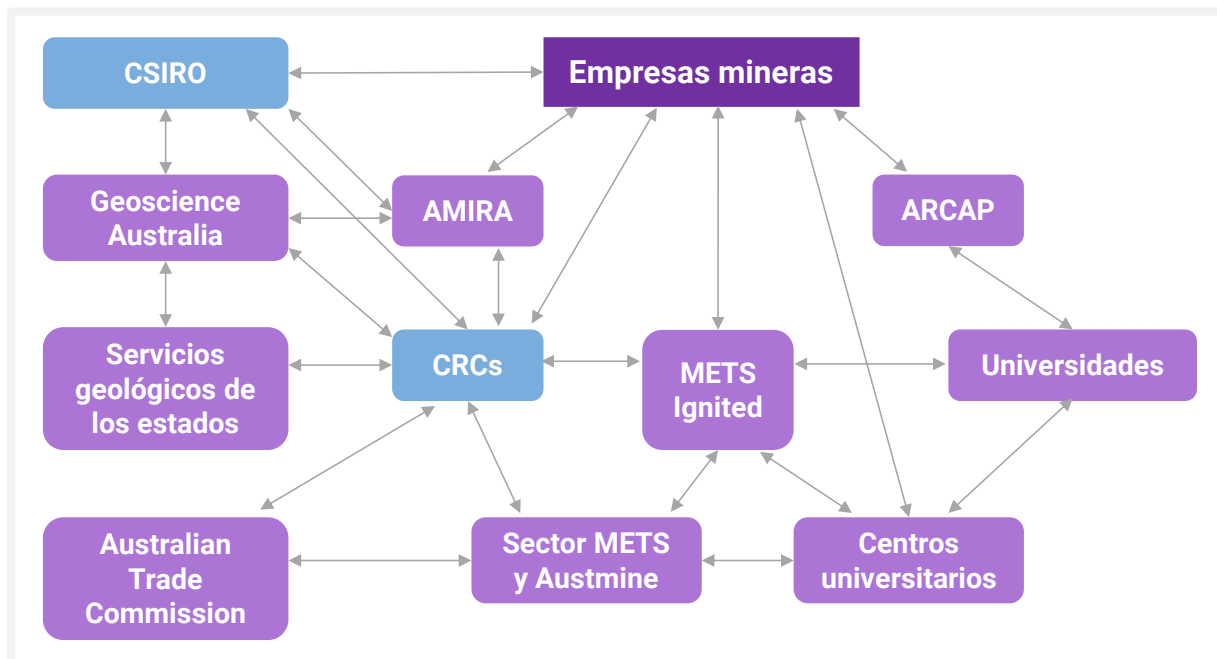 CSIRO
Empresas mineras
Geoscience
Australia
AMIRA
ARCAP
Servicios
geológicos de
los estados
CRCs
METS
Ignited
Universidades
Australian
Trade
Commission
Sector METS
y Austmine
Centros
universitarios